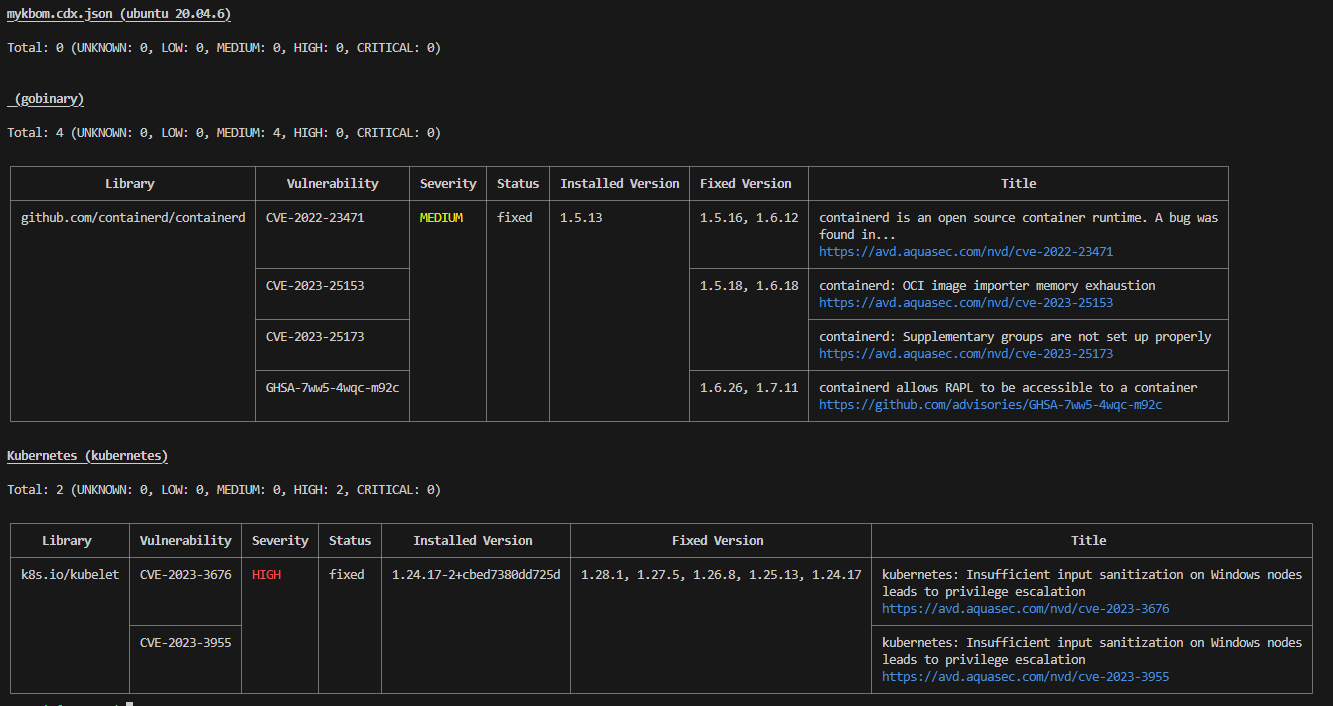 mykbom.cdx.json (ubuntu 20.04.6)
Total: 0 (UNKNOWN: 0, LOW: 0, MEDIUM: 0, HIGH: 0, CRITICAL: 0)
(gobinary)
Total: 4 (UNKNOWN: 0, LOW: 0, MEDIUM: 4, HIGH: 0, CRITICAL: 0)
Library Vulnerability Severity Status Installed Version Fixed Version Title
github.com/containerd/containerd CVE-2022-23471 MEDIUM fixed 1.5.13 1.5.16, 1.6.12 containerd is an open source container runtime. A bug was
found in...
https://avd.aquasec.com/nvd/cve-2022-23471
CVE-2023-25153 1.5.18, 1.6.18 containerd: OCI image importer memory exhaustion
https://avd.aquasec.com/nvd/cve-2023-25153
CVE-2023-25173 containerd: Supplementary groups are not set up properly
https://avd.aquasec.com/nvd/cve-2023-25173
GHSA-7ww5-4wqc-m92c 1.6.26, 1.7.11 containerd allows RAPL to be accessible to a container
https://github.com/advisories/GHSA-7ww5-4wqc-m92c
Kubernetes (kubernetes)
Total: 2 (UNKNOWN: 0, LOW: 0, MEDIUM: 0, HIGH: 2, CRITICAL: 0)
Library Vulnerability Severity Status Installed Version Fixed Version Title
k8s.io/kubelet CVE-2023-3676 HIGH fixed 1.24.17-2+cbed7380dd725d 1.28.1, 1.27.5, 1.26.8, 1.25.13, 1.24.17 kubernetes: Insufficient input sanitization on Windows nodes
leads to privilege escalation
https://avd.aquasec.com/nvd/cve-2023-3676
CVE-2023-3955 kubernetes: Insufficient input sanitization on Windows nodes
leads to privilege escalation
https://avd.aquasec.com/nvd/cve-2023-3955